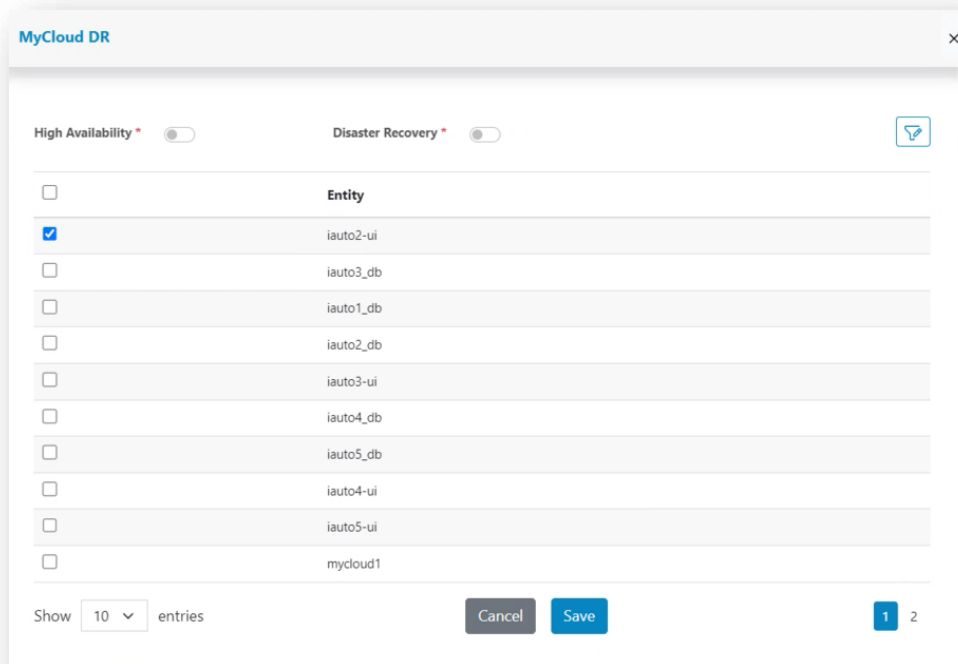 MyCloud DR
High Availability * Disaster Recovery *
Entity
iauto2-ui
iauto3_db
iauto1_db
iauto2_db
iauto3-ui
iauto4_db
iauto5_db
iauto4-ui
iauto5-ui
mycloud1
Show 10 entries Cancel Save 1 2